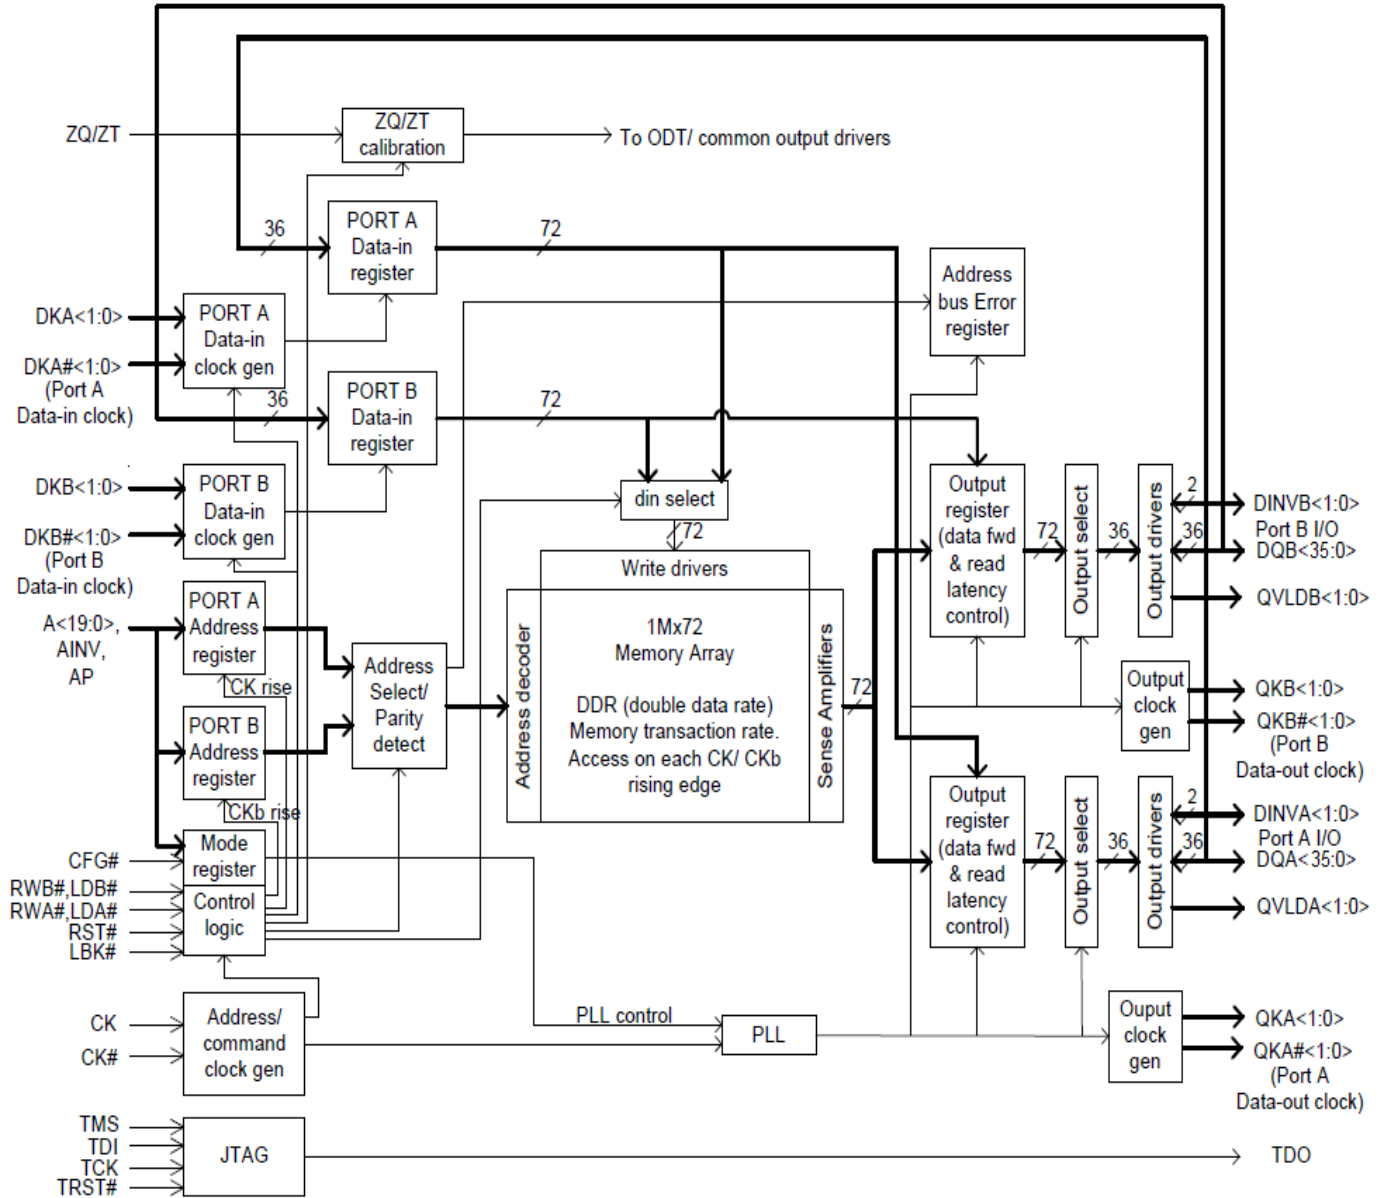 ZQ/ZT
ZQ/ZT
calibration
To ODT/ common output drivers
36
PORT A
Data-in
register
72
Address
bus Error
register
DKA<1:0>
DKA#<1:0>
(Port A
Data-in clock)
PORT A
Data-in
clock gen
36
PORT B
Data-in
register
72
DKB<1:0>
DKB#<1:0>
(Port B
Data-in clock)
PORT B
Data-in
clock gen
din select
72
Write drivers
Output
register
(data fwd
& read
latency
control)
72
Output select
36
Output drivers
2
36
DINVB<1:0>
Port B I/O
DQB<35:0>
QVLDB<1:0>
A<19:0>,
AINV,
AP
PORT A
Address
register
CK rise
PORT B
Address
register
CKb rise
Address
Select/
Parity
detect
Address decoder
1Mx72
Memory Array
DDR (double data rate)
Memory transaction rate.
Access on each CK/ CKb
rising edge
Sense Amplifiers
72
Output
clock
gen
QKB<1:0>
QKB#<1:0>
(Port B
Data-out clock)
Output
register
(data fwd
& read
latency
control)
72
Output select
36
Output drivers
2
36
DINVA<1:0>
Port A I/O
DQA<35:0>
QVLDA<1:0>
Mode
register
Control
logic
CFG#
RWB#,LDB#
RWA#,LDA#
RST#
LBK#
CK
CK#
Address/
command
clock gen
PLL control
PLL
Ouput
clock
gen
QKA<1:0>
QKA#<1:0>
(Port A
Data-out clock)
TMS
TDI
TCK
TRST#
JTAG
TDO